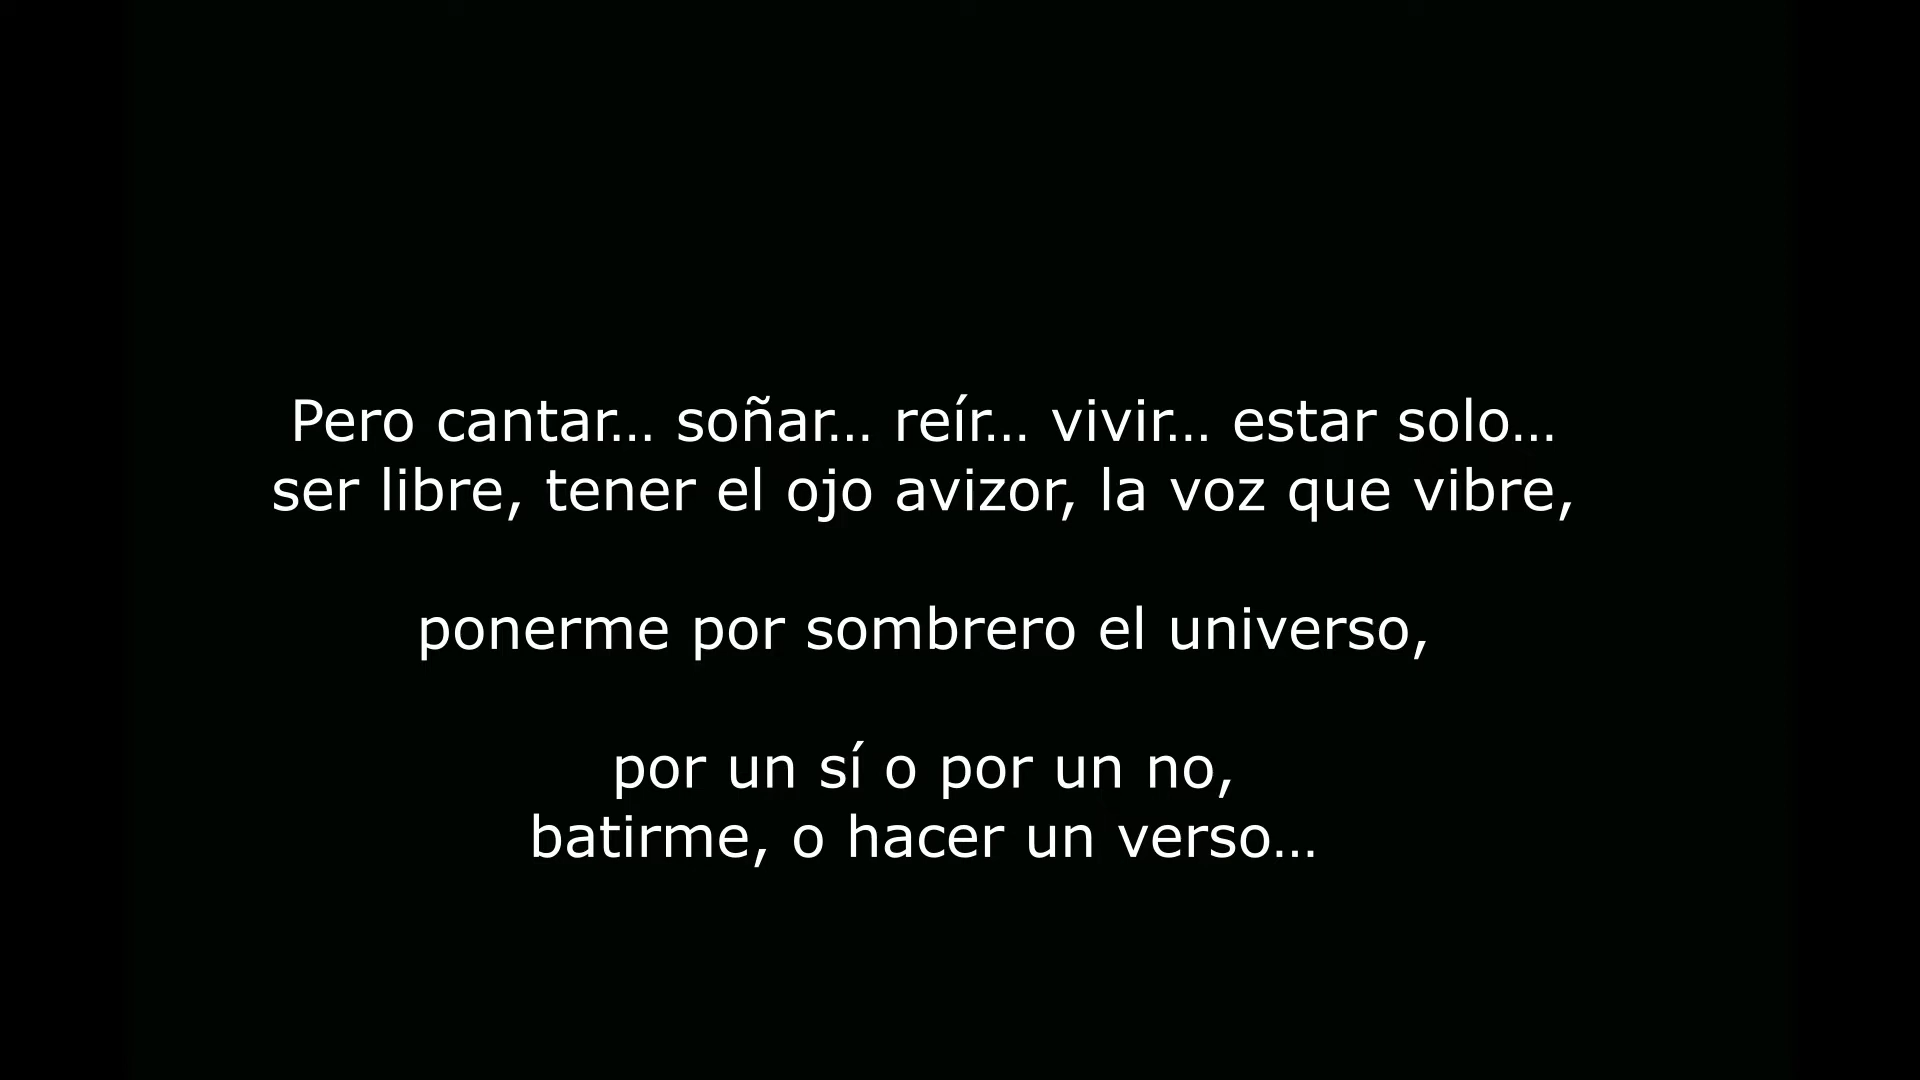 Pero cantar… soñar… reír… vivir… estar solo…
ser libre, tener el ojo avizor, la voz que vibre,
ponerme por sombrero el universo,
por un sí o por un no,
batirme, o hacer un verso…